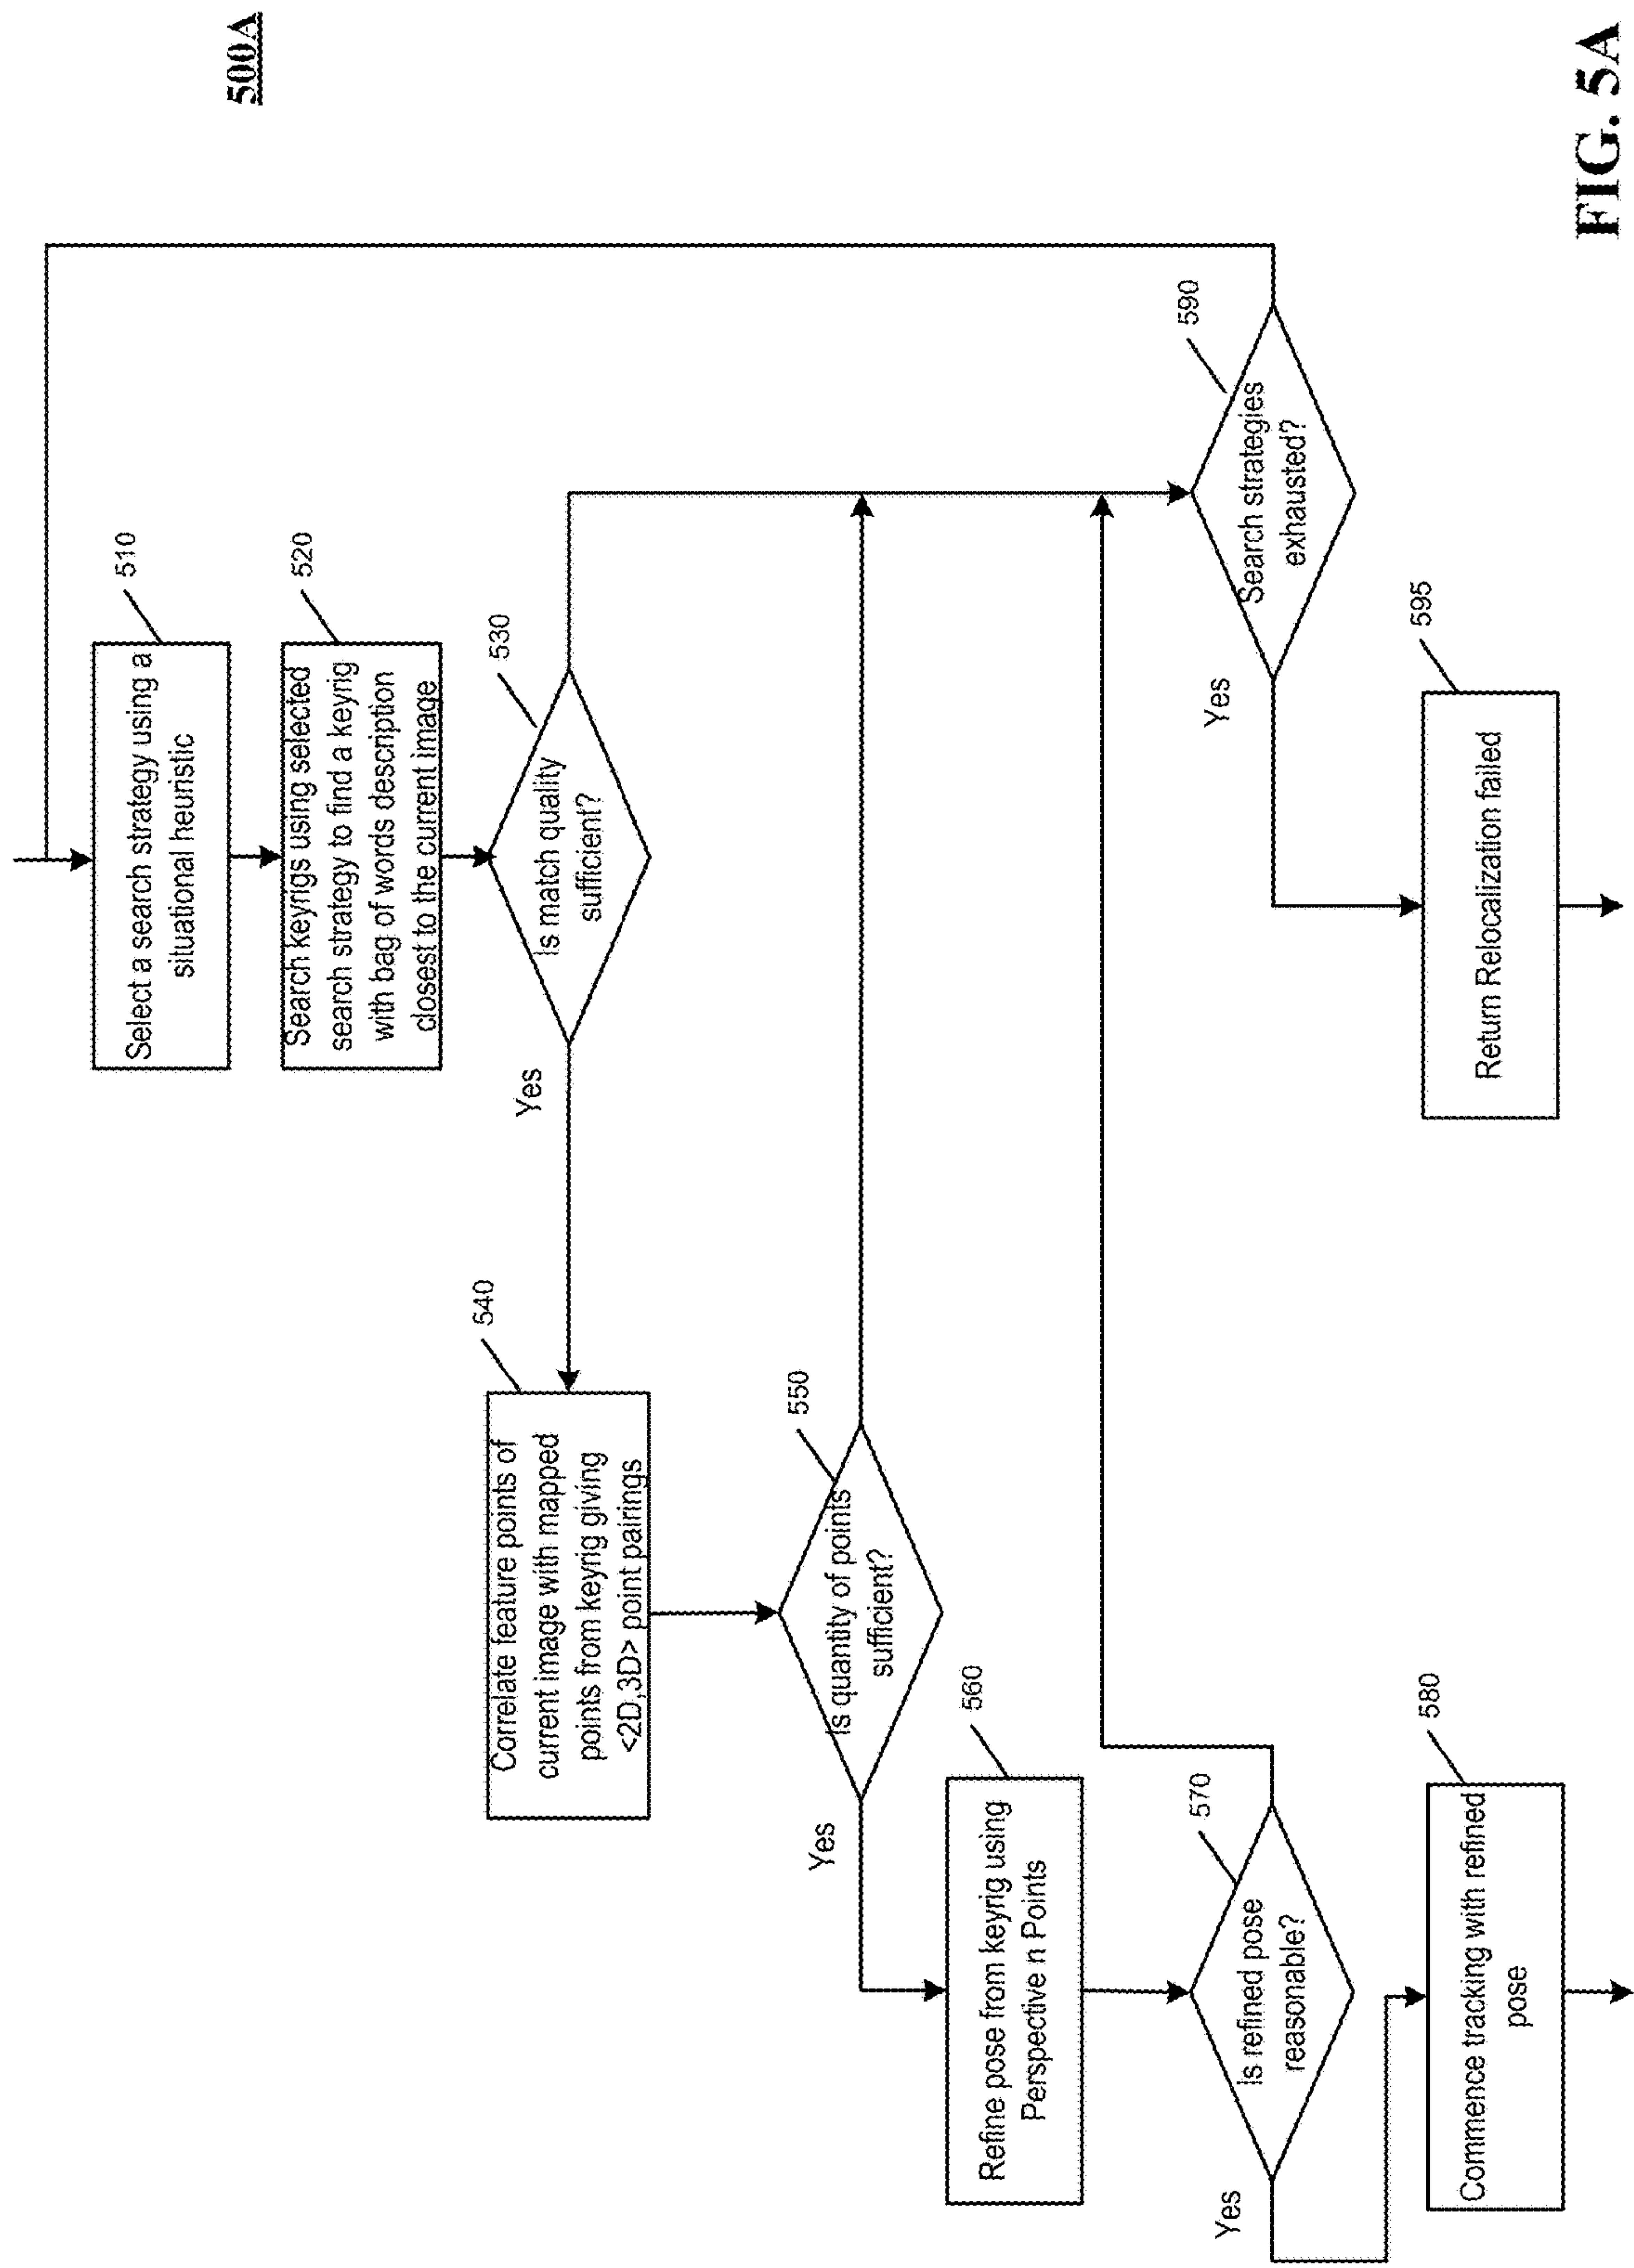 500A
510
Select a search strategy using a
situational heuristic
520
Search keyrigs using selected
search strategy to find a keyrig
with bag of words description
closest to the current image
530
Is match quality
sufficient?
Yes
540
Correlate feature points of
current image with mapped
points from keyrig giving
<2D,3D> point pairings
550
Is quantity of points
sufficient?
Yes
560
Refine pose from keyrig using
Perspective n Points
570
Is refined pose
reasonable?
Yes
580
Commence tracking with refined
pose
590
Search strategies
exhausted?
Yes
595
Return Relocalization failed
FIG. 5A